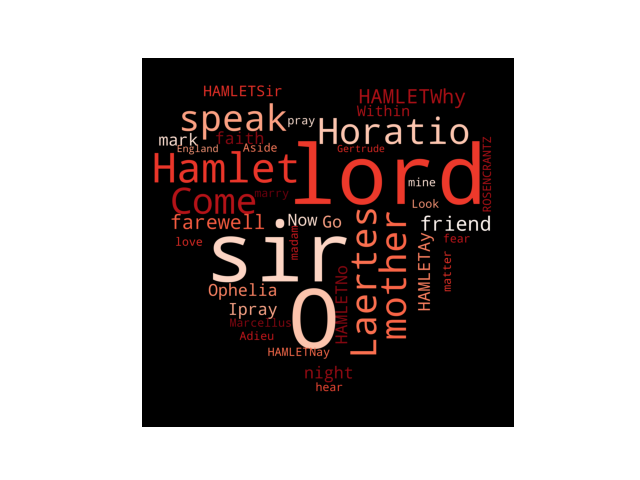 HAMLETSir
HAMLETWhy
Within
speak
pray
Horatio
mark
faith
England
Aside
Gertrude
ROSENCRANTZ
Hamlet
lord
mine
Come
marry
Look
farewell
Now
Go
Laertes
mother
friend
love
sir
madam
HAMLETAy
fear
matter
Ophelia
HAMLETNo
Ipray
O
Marcellus
Adieu
HAMLETNay
night
hear